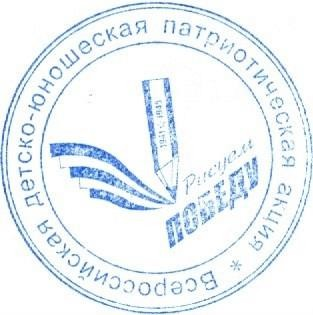 Всероссийская Детско-юношеская патриотическая акция *
1941 1945
Рисуем
ПОБЕДУ